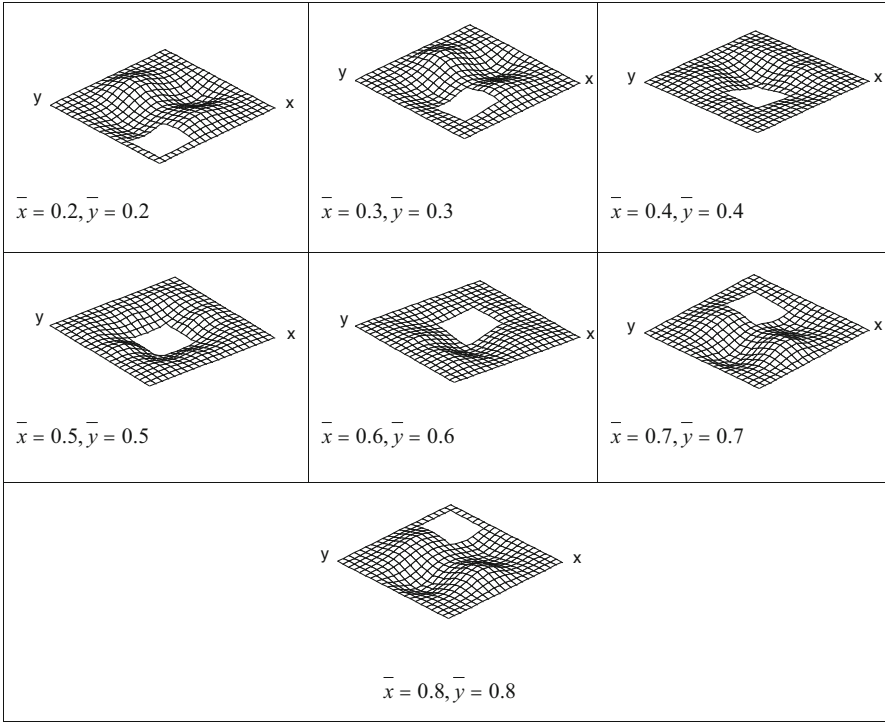 y
x
x̅ = 0.2, y̅ = 0.2
y
x
x̅ = 0.3, y̅ = 0.3
y
x
x̅ = 0.4, y̅ = 0.4
y
x
x̅ = 0.5, y̅ = 0.5
y
x
x̅ = 0.6, y̅ = 0.6
y
x
x̅ = 0.7, y̅ = 0.7
y
x
x̅ = 0.8, y̅ = 0.8